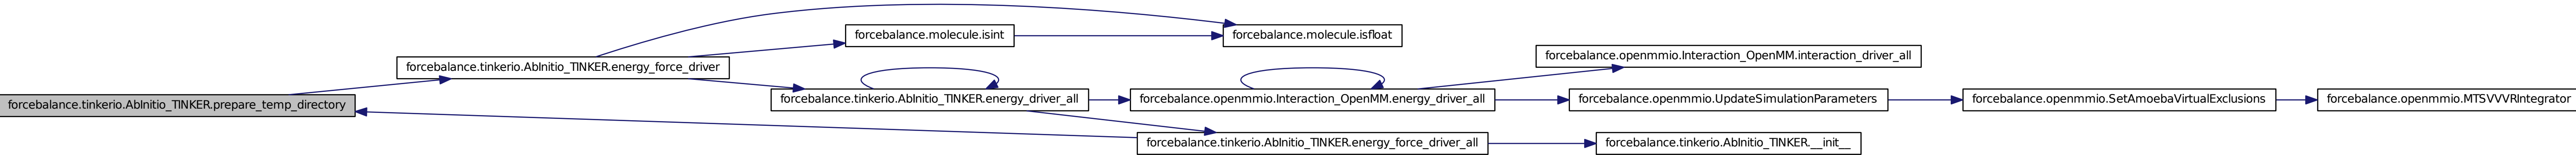 forcebalance.tinkerio.AbInitio_TINKER.prepare_temp_directory
forcebalance.tinkerio.AbInitio_TINKER.energy_force_driver
forcebalance.molecule.isint
forcebalance.molecule.isfloat
forcebalance.tinkerio.AbInitio_TINKER.energy_driver_all
forcebalance.openmmio.Interaction_OpenMM.energy_driver_all
forcebalance.openmmio.Interaction_OpenMM.interaction_driver_all
forcebalance.openmmio.UpdateSimulationParameters
forcebalance.openmmio.SetAmoebaVirtualExclusions
forcebalance.openmmio.MTSVVVRIntegrator
forcebalance.tinkerio.AbInitio_TINKER.energy_force_driver_all
forcebalance.tinkerio.AbInitio_TINKER.__init__